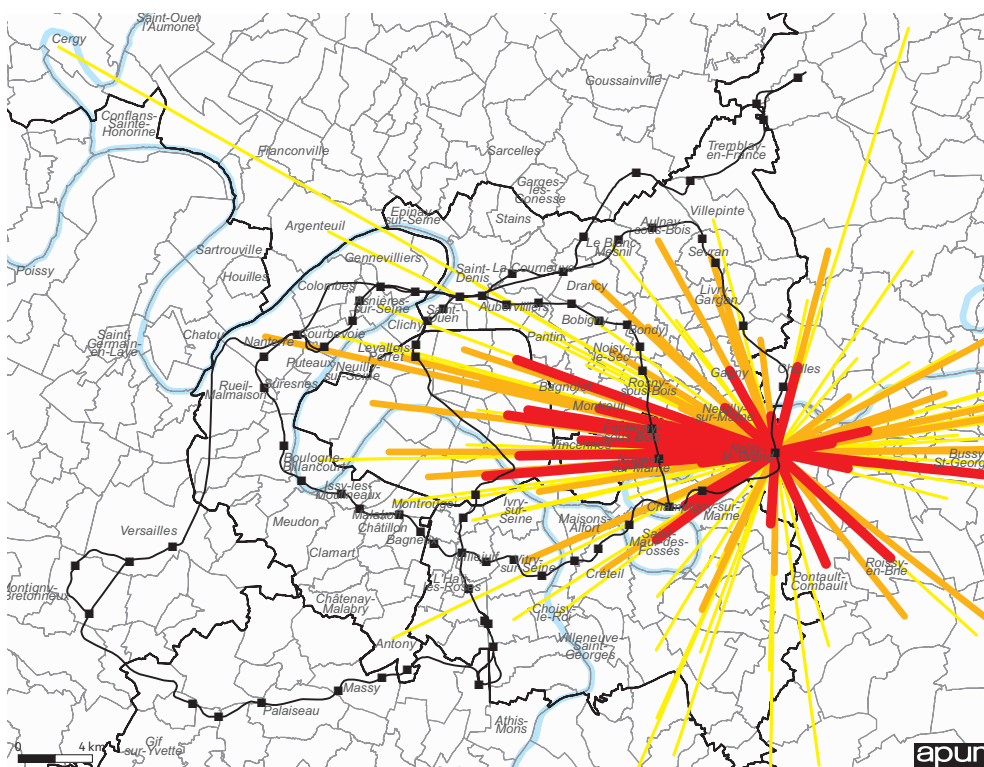 Saint-Ouen
l'Aumone
Cergy
Goussainville
Conflans-
Sainte-
Honorine
Franconville
Sarcelles
Tremblay-
en-France
Garges-
les-
Gonesse
Epinay-
sur-Seine
Stains
Villepinte
Argenteuil
Aulnay-
sous-Bois
Sartrouville
Gennevilliers
Le Blanc
Mesnil
Sevran
Poissy
Houilles
Saint-
Denis
La Courneuve
Colombes
Drancy
Livry-
Gargan
Asnières-
sur-Seine
Saint-
Ouen
Aubervilliers
Bobigny
Clichy
(Bondy)
Saint-
Germain-
en-Laye
Chatou
Courbevoie
Nanterre
Levallois-
Perret
Pantin
Noisy-
le-Sec
Puteaux
Neuilly-
sur-Seine
Gagny
Chelles
Rueil-
Malmaison
Suresnes
Bagnolet
Rosny-
sous-Bois
Montreuil
Neuilly-
sur-Marne
Vincennes
Boulogne-
Billancourt
Bussy
St-George
Issy-les-
Moulineaux
Montrouge
Ivry-
sur-
Seine
Champigny-sur-
Marne
Malakoff
Châtillon
Bagneux
Maisons-
Alfort
Saint-
Maur-des-
Fossés
Versailles
Meudon
Clamart
Villejuif
Vitry-
sur-Seine
Créteil
Roissy-
en-Brie
Pontault-
Combault
L'Haÿ-
les-Roses
Châtenay-
Malabry
Choisy-
le-Roi
Antony
Villeneuve-
Saint-
Georges
Massy
Palaiseau
Athis-
Mons
Gif
sur-Yvette
0 4 km
apur